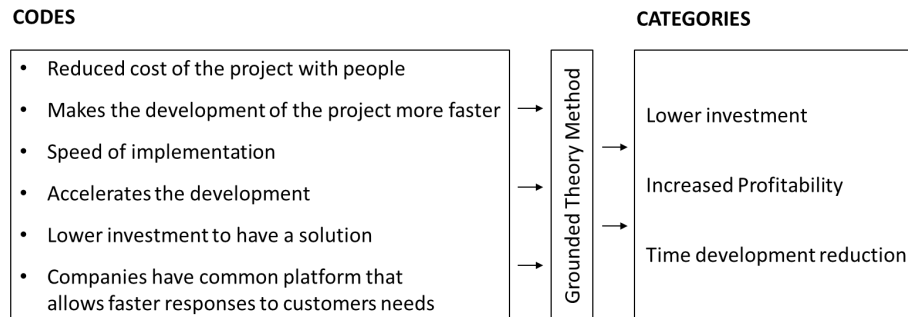 CODES
CATEGORIES
• Reduced cost of the project with people
• Makes the development of the project more faster
• Speed of implementation
• Accelerates the development
• Lower investment to have a solution
• Companies have common platform that
allows faster responses to customers needs
Grounded Theory Method
Lower investment
Increased Profitability
Time development reduction